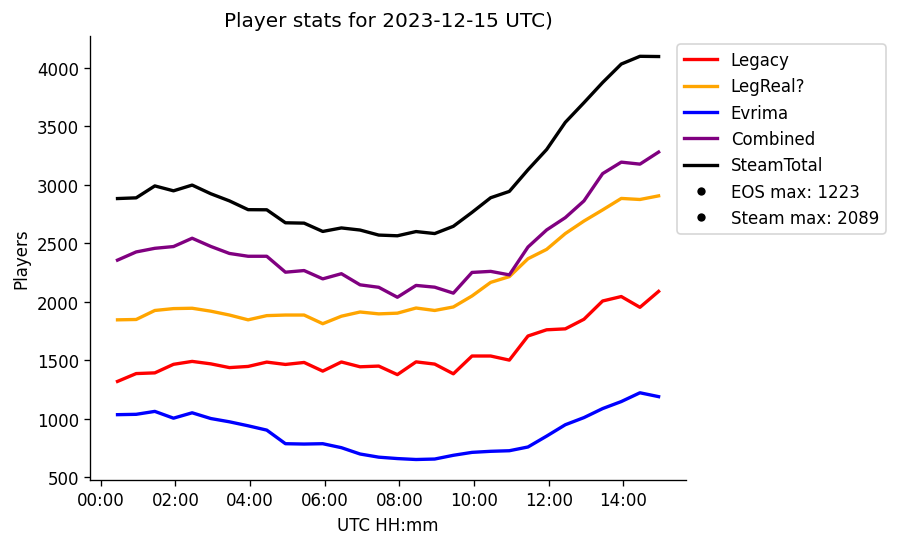 Player stats for 2023-12-15 UTC)
4000
3500
3000
2500
2000
1500
1000
500
Players
00:00 02:00 04:00 06:00 08:00 10:00 12:00 14:00
UTC HH:mm
Legacy
LegReal?
Evrima
Combined
SteamTotal
EOS max: 1223
Steam max: 2089